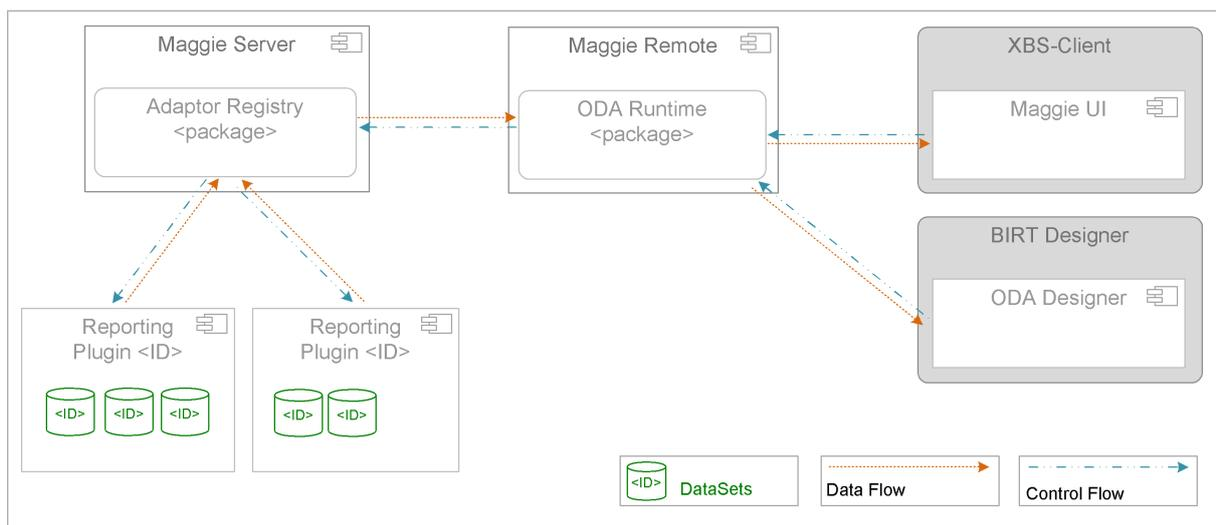 Maggie Server
Adaptor Registry
<package>
Maggie Remote
ODA Runtime
<package>
XBS-Client
Maggie UI
BIRT Designer
ODA Designer
Reporting
Plugin <ID>
<ID> <ID> <ID>
Reporting
Plugin <ID>
<ID> <ID>
<ID> DataSets
Data Flow
Control Flow